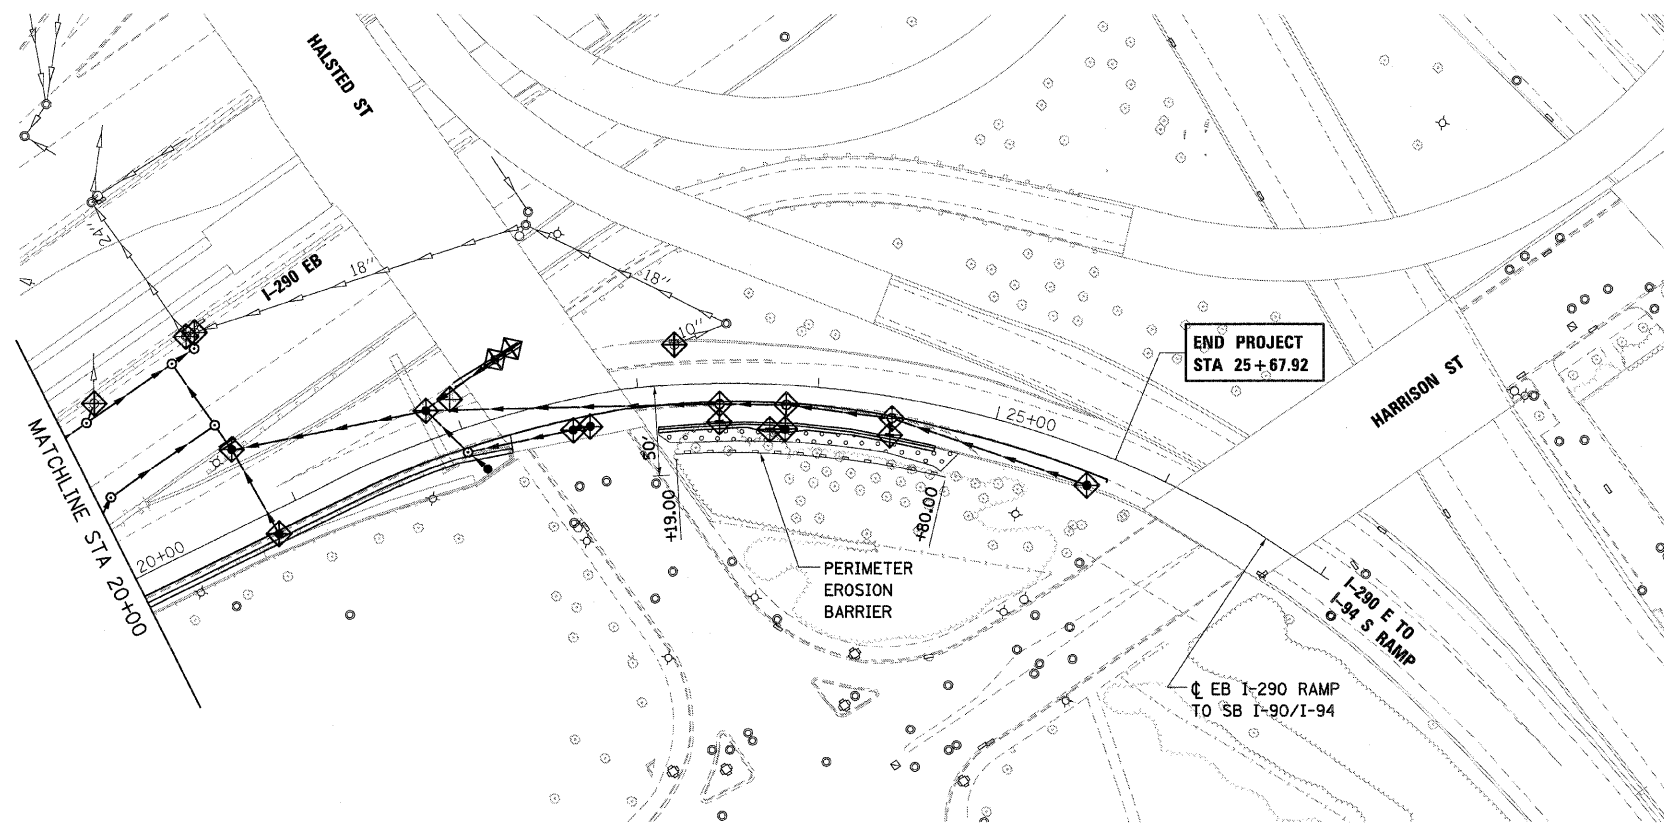 HALSTED ST
24"
I-290 EB
18"
18"
10"
END PROJECT
STA 25+67.92
HARRISON ST
25+00
50'
+19.00
+80.00
MATCHLINE STA 20+00
20+00
PERIMETER
EROSION
BARRIER
I-290 E TO
I-94 S RAMP
℄ EB I-290 RAMP
TO SB I-90/I-94